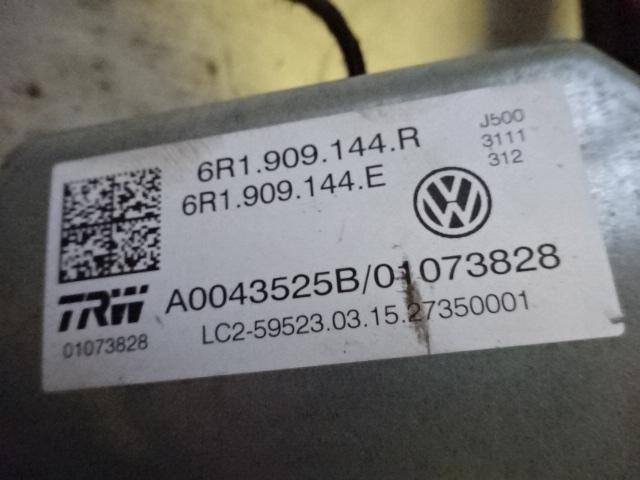 6R1.909.144.R
6R1.909.144.E
J500
3111
312
TRW
01073828
A0043525B/01073828
LC2-59523.03.15.27350001